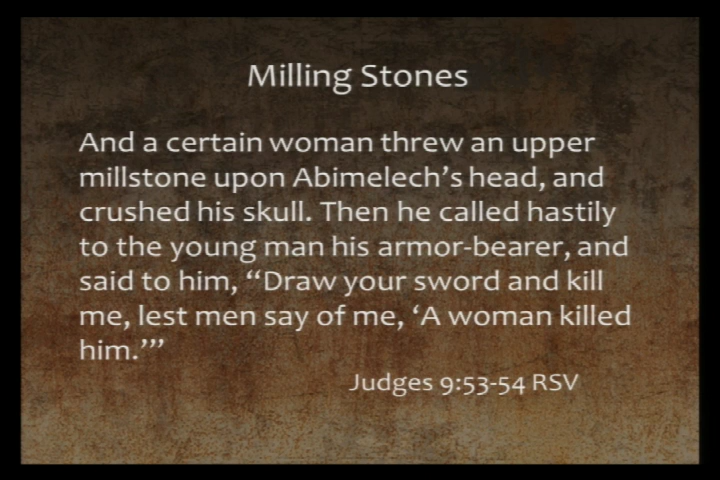 Milling Stones
And a certain woman threw an upper
millstone upon Abimelech’s head, and
crushed his skull. Then he called hastily
to the young man his armor-bearer, and
said to him, “Draw your sword and kill
me, lest men say of me, ‘A woman killed
him.’”
Judges 9:53-54 RSV